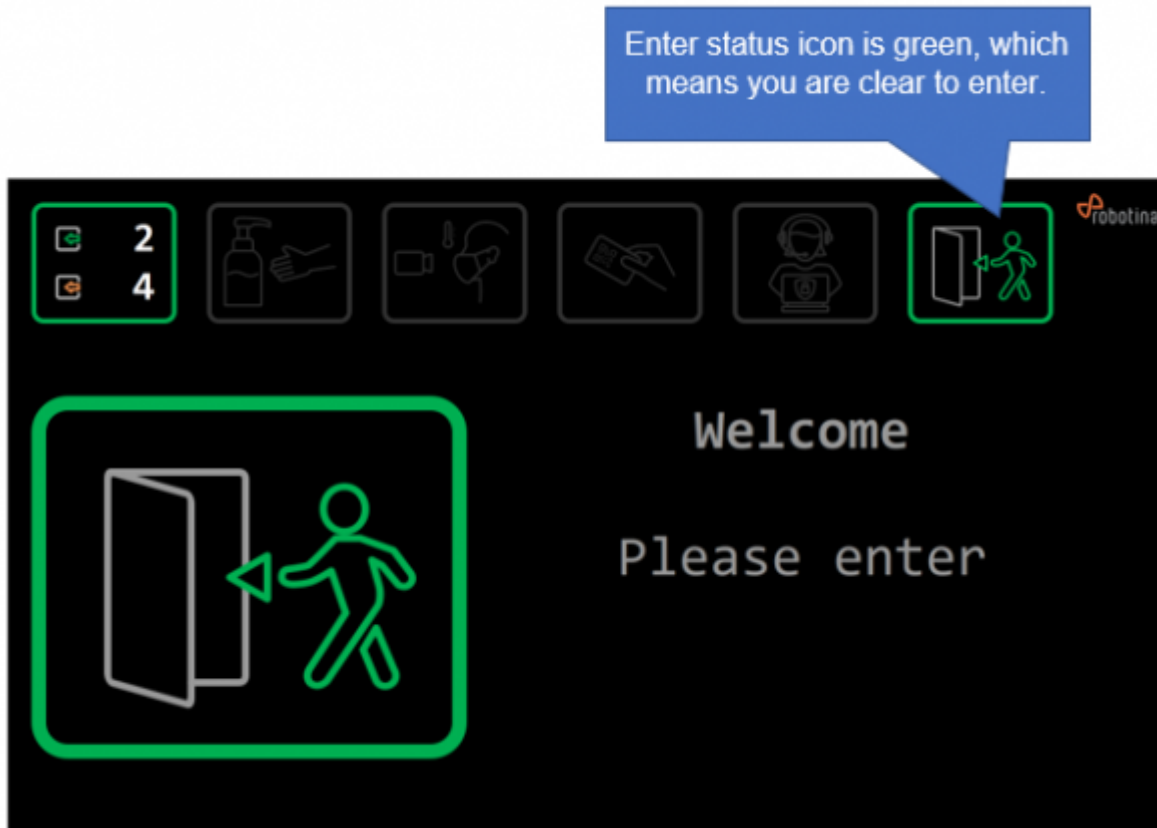 Enter status icon is green, which
means you are clear to enter.
2
4
robotina
Welcome
Please enter